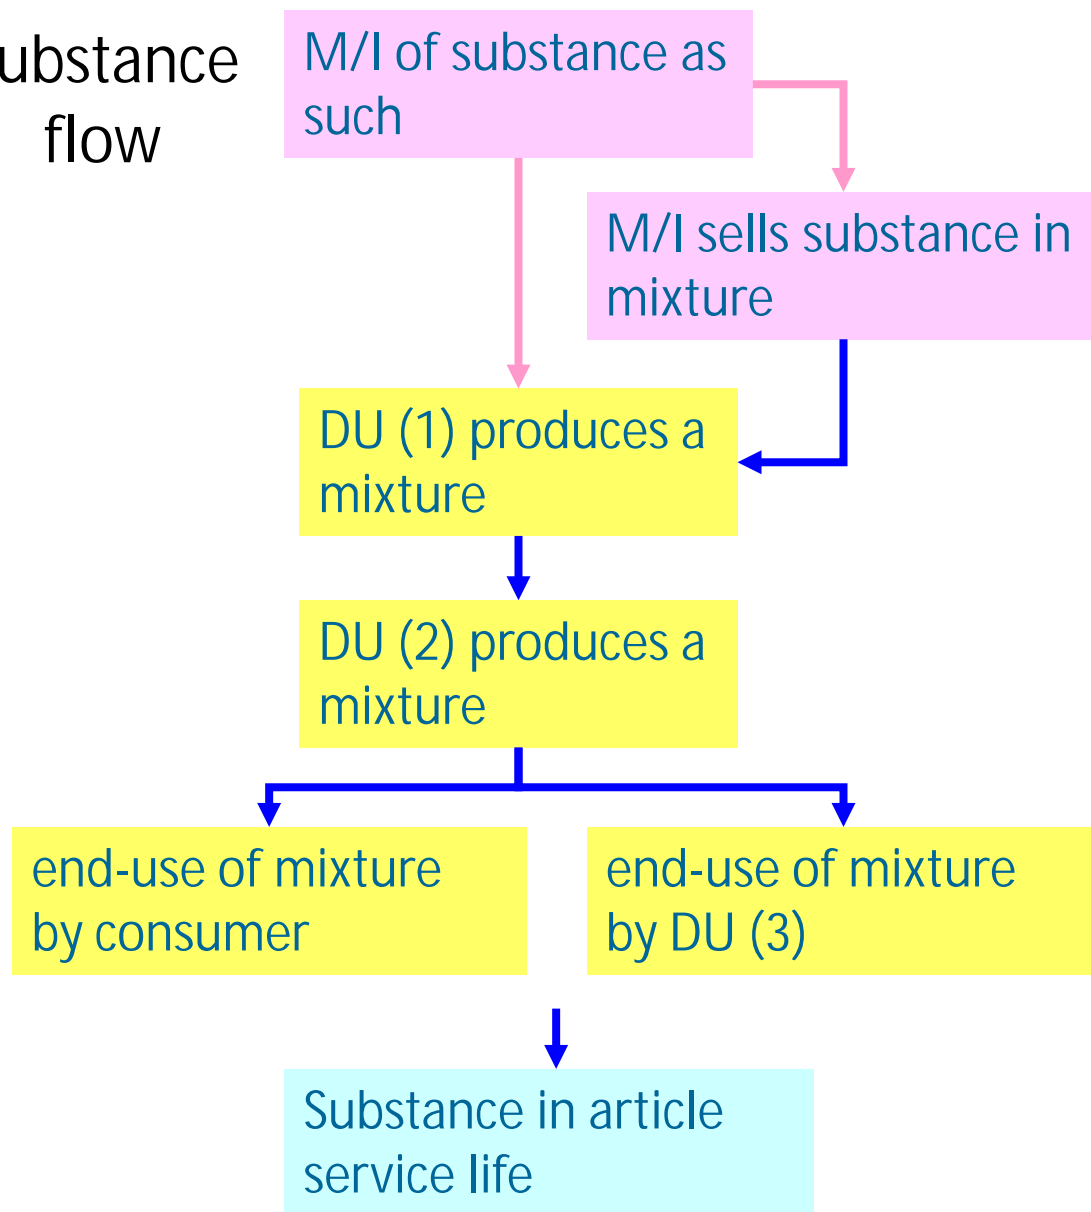 ubstance
flow
M/I of substance as
such
M/I sells substance in
mixture
DU (1) produces a
mixture
DU (2) produces a
mixture
end-use of mixture
by consumer
end-use of mixture
by DU (3)
Substance in article
service life